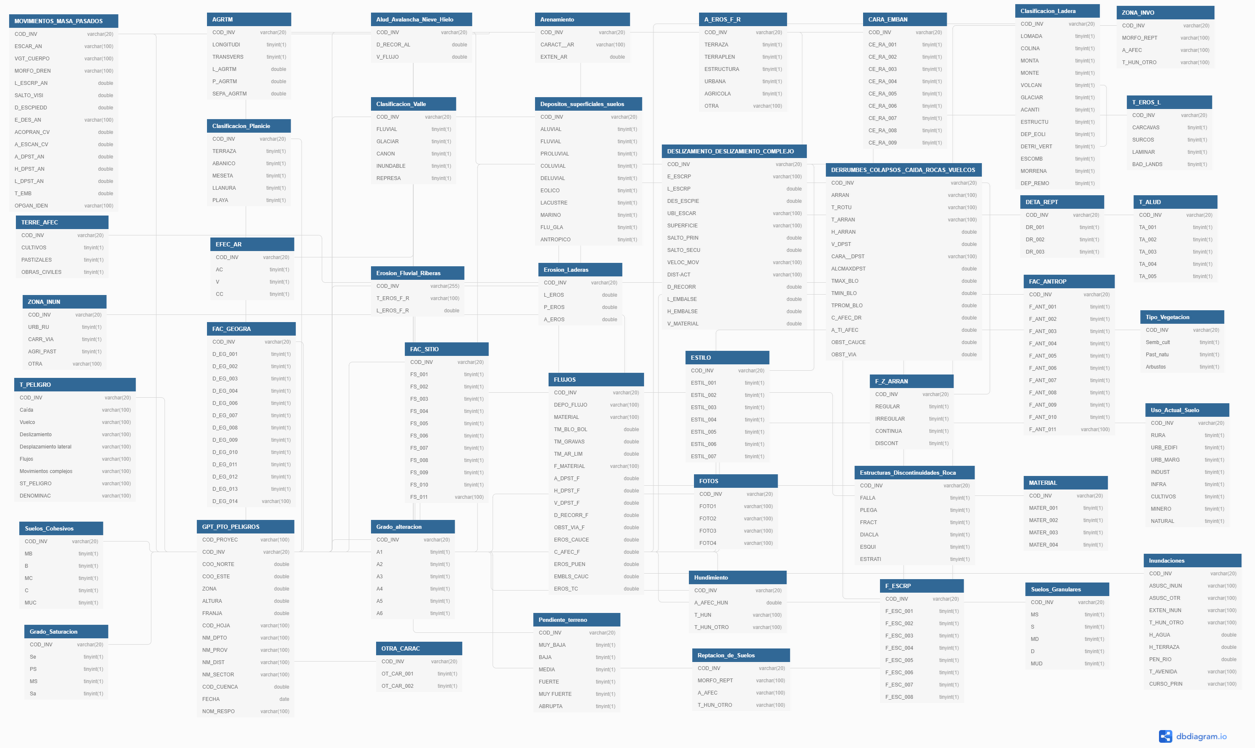 MOVIMIENTOS_MASA_PASADOS
COD_INV varchar(20)
ESCAR_AN varchar(100)
VGT_CUERPO varchar(100)
MORFO_DREN varchar(100)
L_ESCRP_AN double
SALTO_VISI double
D_ESCPIEDD double
E_DES_AN varchar(100)
ACOPRAN_CV double
A_ESCAN_CV double
A_DPST_AN double
H_DPST_AN double
L_DPST_AN double
T_EMB double
OPGAN_IDEN varchar(100)
TERRE_AFEC
COD_INV varchar(20)
CULTIVOS tinyint(1)
PASTIZALES tinyint(1)
OBRAS_CIVILES tinyint(1)
ZONA_INUN
COD_INV varchar(20)
URB_RU tinyint(1)
CARR_VIA tinyint(1)
AGRI_PAST tinyint(1)
OTRA varchar(100)
T_PELIGRO
COD_INV varchar(20)
Caida varchar(100)
Vuelco varchar(100)
Deslizamiento varchar(100)
Desplazamiento lateral varchar(100)
Flujos varchar(100)
Movimientos complejos varchar(100)
ST_PELIGRO varchar(100)
DENOMINAC varchar(100)
Suelos_Cohesivos
COD_INV varchar(20)
MB tinyint(1)
B tinyint(1)
MC tinyint(1)
C tinyint(1)
MUC tinyint(1)
Grado_Saturacion
COD_INV varchar(20)
Se tinyint(1)
PS tinyint(1)
MS tinyint(1)
Sa tinyint(1)
AGRTM
COD_INV varchar(20)
LONGITUDI tinyint(1)
TRANSVERS tinyint(1)
L_AGRTM double
P_AGRTM double
SEPA_AGRTM double
Clasificacion_Planicie
COD_INV varchar(20)
TERRAZA tinyint(1)
ABANICO tinyint(1)
MESETA tinyint(1)
LLANURA tinyint(1)
PLAYA tinyint(1)
EFEC_AR
COD_INV varchar(20)
AC tinyint(1)
V tinyint(1)
CC tinyint(1)
FAC_GEOGRA
COD_INV varchar(20)
D_EG_001 tinyint(1)
D_EG_002 tinyint(1)
D_EG_003 tinyint(1)
D_EG_004 tinyint(1)
D_EG_006 tinyint(1)
D_EG_007 tinyint(1)
D_EG_008 tinyint(1)
D_EG_009 tinyint(1)
D_EG_010 tinyint(1)
D_EG_011 tinyint(1)
D_EG_012 tinyint(1)
D_EG_013 tinyint(1)
D_EG_014 varchar(100)
GPT_PTO_PELIGROS
COD_PROYEC varchar(100)
COD_INV varchar(20)
COO_NORTE double
COO_ESTE double
ZONA double
ALTURA double
FRANJA double
COD_HOJA varchar(100)
NM_DPTO varchar(100)
NM_PROV varchar(100)
NM_DIST varchar(100)
NM_SECTOR varchar(100)
COD_CUENCA double
FECHA date
NOM_RESPO varchar(100)
Alud_Avalancha_Nieve_Hielo
COD_INV varchar(20)
D_RECOR_AL double
V_FLUJO double
Clasificacion_Valle
COD_INV varchar(20)
FLUVIAL tinyint(1)
GLACIAR tinyint(1)
CANON tinyint(1)
INUNDABLE tinyint(1)
REPRESA tinyint(1)
Erosion_Fluvial_Riberas
COD_INV varchar(255)
T_EROS_F_R varchar(100)
L_EROS_F_R double
FAC_SITIO
COD_INV varchar(20)
FS_001 tinyint(1)
FS_002 tinyint(1)
FS_003 tinyint(1)
FS_004 tinyint(1)
FS_005 tinyint(1)
FS_006 tinyint(1)
FS_007 tinyint(1)
FS_008 tinyint(1)
FS_009 tinyint(1)
FS_010 tinyint(1)
FS_011 varchar(100)
Grado_alteracion
COD_INV varchar(20)
A1 tinyint(1)
A2 tinyint(1)
A3 tinyint(1)
A4 tinyint(1)
A5 tinyint(1)
A6 tinyint(1)
OTRA_CARAC
COD_INV varchar(20)
OT_CAR_001 tinyint(1)
OT_CAR_002 tinyint(1)
Arenamiento
COD_INV varchar(20)
CARACT__AR varchar(100)
EXTEN_AR double
Depositos_superficiales_suelos
COD_INV varchar(20)
ALUVIAL tinyint(1)
FLUVIAL tinyint(1)
PROLUVIAL tinyint(1)
COLUVIAL tinyint(1)
DELUVIAL tinyint(1)
EOLICO tinyint(1)
LACUSTRE tinyint(1)
MARINO tinyint(1)
FLU_GLA tinyint(1)
ANTROPICO tinyint(1)
Erosion_Laderas
COD_INV varchar(20)
L_EROS double
P_EROS double
A_EROS double
FLUJOS
COD_INV varchar(20)
DEPO_FLUJO varchar(100)
MATERIAL varchar(100)
TM_BLO_BOL double
TM_GRAVAS double
TM_AR_LIM double
F_MATERIAL varchar(100)
A_DPST_F double
H_DPST_F double
V_DPST_F double
D_RECORR_F double
OBST_VIA_F double
EROS_CAUCE double
C_AFEC_F double
EROS_PUEN double
EMBLS_CAUC double
EROS_TC double
Pendiente_terreno
COD_INV varchar(20)
MUY_BAJA tinyint(1)
BAJA tinyint(1)
MEDIA tinyint(1)
FUERTE tinyint(1)
MUY FUERTE tinyint(1)
ABRUPTA tinyint(1)
A_EROS_F_R
COD_INV varchar(20)
TERRAZA tinyint(1)
TERRAPLEN tinyint(1)
ESTRUCTURA tinyint(1)
URBANA tinyint(1)
AGRICOLA tinyint(1)
OTRA varchar(100)
DESLIZAMIENTO_DESLIZAMIENTO_COMPLEJO
COD_INV varchar(20)
E_ESCRP varchar(100)
L_ESCRP double
DES_ESCPIE double
UBI_ESCAR varchar(100)
SUPERFICIE varchar(100)
SALTO_PRIN double
SALTO_SECU double
VELOC_MOV varchar(100)
DIST-ACT varchar(100)
D_RECORR double
L_EMBALSE double
H_EMBALSE double
V_MATERIAL double
ESTILO
COD_INV varchar(20)
ESTIL_001 tinyint(1)
ESTIL_002 tinyint(1)
ESTIL_003 tinyint(1)
ESTIL_004 tinyint(1)
ESTIL_005 tinyint(1)
ESTIL_006 tinyint(1)
ESTIL_007 tinyint(1)
FOTOS
COD_INV varchar(20)
FOTO1 varchar(100)
FOTO2 varchar(100)
FOTO3 varchar(100)
FOTO4 varchar(100)
Hundimiento
COD_INV varchar(20)
A_AFEC_HUN double
T_HUN varchar(100)
T_HUN_OTRO varchar(100)
Reptacion_de_Suelos
COD_INV varchar(20)
MORFO_REPT varchar(100)
A_AFEC varchar(100)
T_HUN_OTRO varchar(100)
CARA_EMBAN
COD_INV varchar(20)
CE_RA_001 tinyint(1)
CE_RA_002 tinyint(1)
CE_RA_003 tinyint(1)
CE_RA_004 tinyint(1)
CE_RA_005 tinyint(1)
CE_RA_006 tinyint(1)
CE_RA_007 tinyint(1)
CE_RA_008 tinyint(1)
CE_RA_009 tinyint(1)
DERRUMBES_COLAPSOS _CAIDA_ROCAS_VUELCOS
COD_INV varchar(20)
ARRAN varchar(100)
T_ROTU varchar(100)
T_ARRAN varchar(100)
H_ARRAN double
V_DPST double
CARA__DPST varchar(100)
ALCMAXDPST double
TMAX_BLO double
TMIN_BLO double
TPROM_BLO double
C_AFEC_DR double
A_TI_AFEC double
OBST_CAUCE double
OBST_VIA double
F_Z_ARRAN
COD_INV varchar(20)
REGULAR tinyint(1)
IRREGULAR tinyint(1)
CONTINUA tinyint(1)
DISCONT tinyint(1)
Estructuras_Discontinuidades_Roca
COD_INV varchar(20)
FALLA tinyint(1)
PLEGA tinyint(1)
FRACT tinyint(1)
DIACLA tinyint(1)
ESQUI tinyint(1)
ESTRATI tinyint(1)
F_ESCRP
COD_INV varchar(20)
F_ESC_001 tinyint(1)
F_ESC_002 tinyint(1)
F_ESC_003 tinyint(1)
F_ESC_004 tinyint(1)
F_ESC_005 tinyint(1)
F_ESC_006 tinyint(1)
F_ESC_007 tinyint(1)
F_ESC_008 tinyint(1)
Clasificacion_Ladera
COD_INV varchar(20)
LOMADA tinyint(1)
COLINA tinyint(1)
MONTA tinyint(1)
MONTE tinyint(1)
VOLCAN tinyint(1)
GLACIAR tinyint(1)
ACANTI tinyint(1)
ESTRUCTU tinyint(1)
DEP_EOLI tinyint(1)
DETRI_VERT tinyint(1)
ESCOMB tinyint(1)
MORRENA tinyint(1)
DEP_REMO tinyint(1)
DETA_REPT
COD_INV varchar(20)
DR_001 tinyint(1)
DR_002 tinyint(1)
DR_003 tinyint(1)
FAC_ANTROP
COD_INV varchar(20)
F_ANT_001 tinyint(1)
F_ANT_002 tinyint(1)
F_ANT_003 tinyint(1)
F_ANT_004 tinyint(1)
F_ANT_005 tinyint(1)
F_ANT_006 tinyint(1)
F_ANT_007 tinyint(1)
F_ANT_008 tinyint(1)
F_ANT_009 tinyint(1)
F_ANT_010 tinyint(1)
F_ANT_011 varchar(100)
MATERIAL
COD_INV varchar(20)
MATER_001 tinyint(1)
MATER_002 tinyint(1)
MATER_003 tinyint(1)
MATER_004 tinyint(1)
Suelos_Granulares
COD_INV varchar(20)
MS tinyint(1)
S tinyint(1)
MD tinyint(1)
D tinyint(1)
MUD tinyint(1)
ZONA_INVO
COD_INV varchar(20)
MORFO_REPT varchar(100)
A_AFEC varchar(100)
T_HUN_OTRO varchar(100)
T_EROS_L
COD_INV varchar(20)
CARCAVAS tinyint(1)
SURCOS tinyint(1)
LAMINAR tinyint(1)
BAD_LANDS tinyint(1)
T_ALUD
COD_INV varchar(20)
TA_001 tinyint(1)
TA_002 tinyint(1)
TA_003 tinyint(1)
TA_004 tinyint(1)
TA_005 tinyint(1)
Tipo_Vegetacion
COD_INV varchar(20)
Semb_cult tinyint(1)
Past_natu tinyint(1)
Arbustos tinyint(1)
Uso_Actual_Suelo
COD_INV varchar(20)
RURA tinyint(1)
URB_EDIFI tinyint(1)
URB_MARG tinyint(1)
INDUST tinyint(1)
INFRA tinyint(1)
CULTIVOS tinyint(1)
MINERO tinyint(1)
NATURAL tinyint(1)
Inundaciones
COD_INV varchar(20)
ASUSC_INUN varchar(100)
ASUSC_OTR varchar(100)
EXTEN_INUN varchar(100)
T_HUN_OTRO varchar(100)
H_AGUA double
H_TERRAZA double
PEN_RIO double
T_AVENIDA varchar(100)
CURSO_PRIN varchar(100)
dbdiagram.io